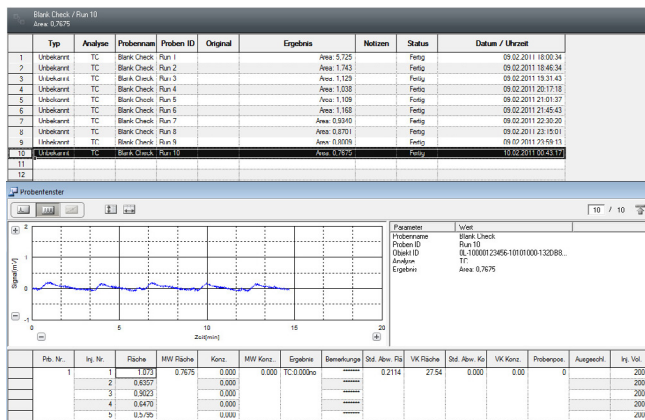 Blank Check / Run 10
Area: 0,7675
Typ Analyse Probennam Proben ID Original Ergebnis Notizen Status Datum / Uhrzeit
1 Unbekannt TC Blank Check Run 1 Area: 5,725 Fertig 09.02.2011 18:00:34
2 Unbekannt TC Blank Check Run 2 Area: 1,743 Fertig 09.02.2011 18:46:34
3 Unbekannt TC Blank Check Run 3 Area: 1,129 Fertig 09.02.2011 19:31:43
4 Unbekannt TC Blank Check Run 4 Area: 1,038 Fertig 09.02.2011 20:17:18
5 Unbekannt TC Blank Check Run 5 Area: 1,109 Fertig 09.02.2011 21:01:37
6 Unbekannt TC Blank Check Run 6 Area: 1,168 Fertig 09.02.2011 21:45:43
7 Unbekannt TC Blank Check Run 7 Area: 0,9340 Fertig 09.02.2011 22:30:20
8 Unbekannt TC Blank Check Run 8 Area: 0,8701 Fertig 09.02.2011 23:15:01
9 Unbekannt TC Blank Check Run 9 Area: 0,8009 Fertig 09.02.2011 23:59:13
10 Unbekannt TC Blank Check Run 10 Area: 0,7675 Fertig 10.02.2011 00:43:17
11
12
Probenfenster
10 / 10
Parameter Wert
Probenname Blank Check
Proben ID Run 10
Objekt ID 0L-10000123456-10101000-132DB8...
Analyse TC
Ergebnis Area: 0,7675
Signal[mV]
2
1
0
-1
0 5 10 15 20
Zeit[min]
Prb. Nr.. Inj. Nr. Fläche MW Fläche Konz. MW Konz.. Ergebnis Bemerkunge Std. Abw. Flä VK Fläche Std. Abw. Ko VK Konz. Probenpos. Ausgeschl. Inj. Vol.
1 1 1.073 0.7675 0.000 0.000 TC:0.000no ******* 0.2114 27.54 0.000 0.00 0 200
2 0,6357 0,000 ******* 200
3 0,9023 0,000 ******* 200
4 0,6470 0,000 ******* 200
5 0,5795 0,000 ******* 200